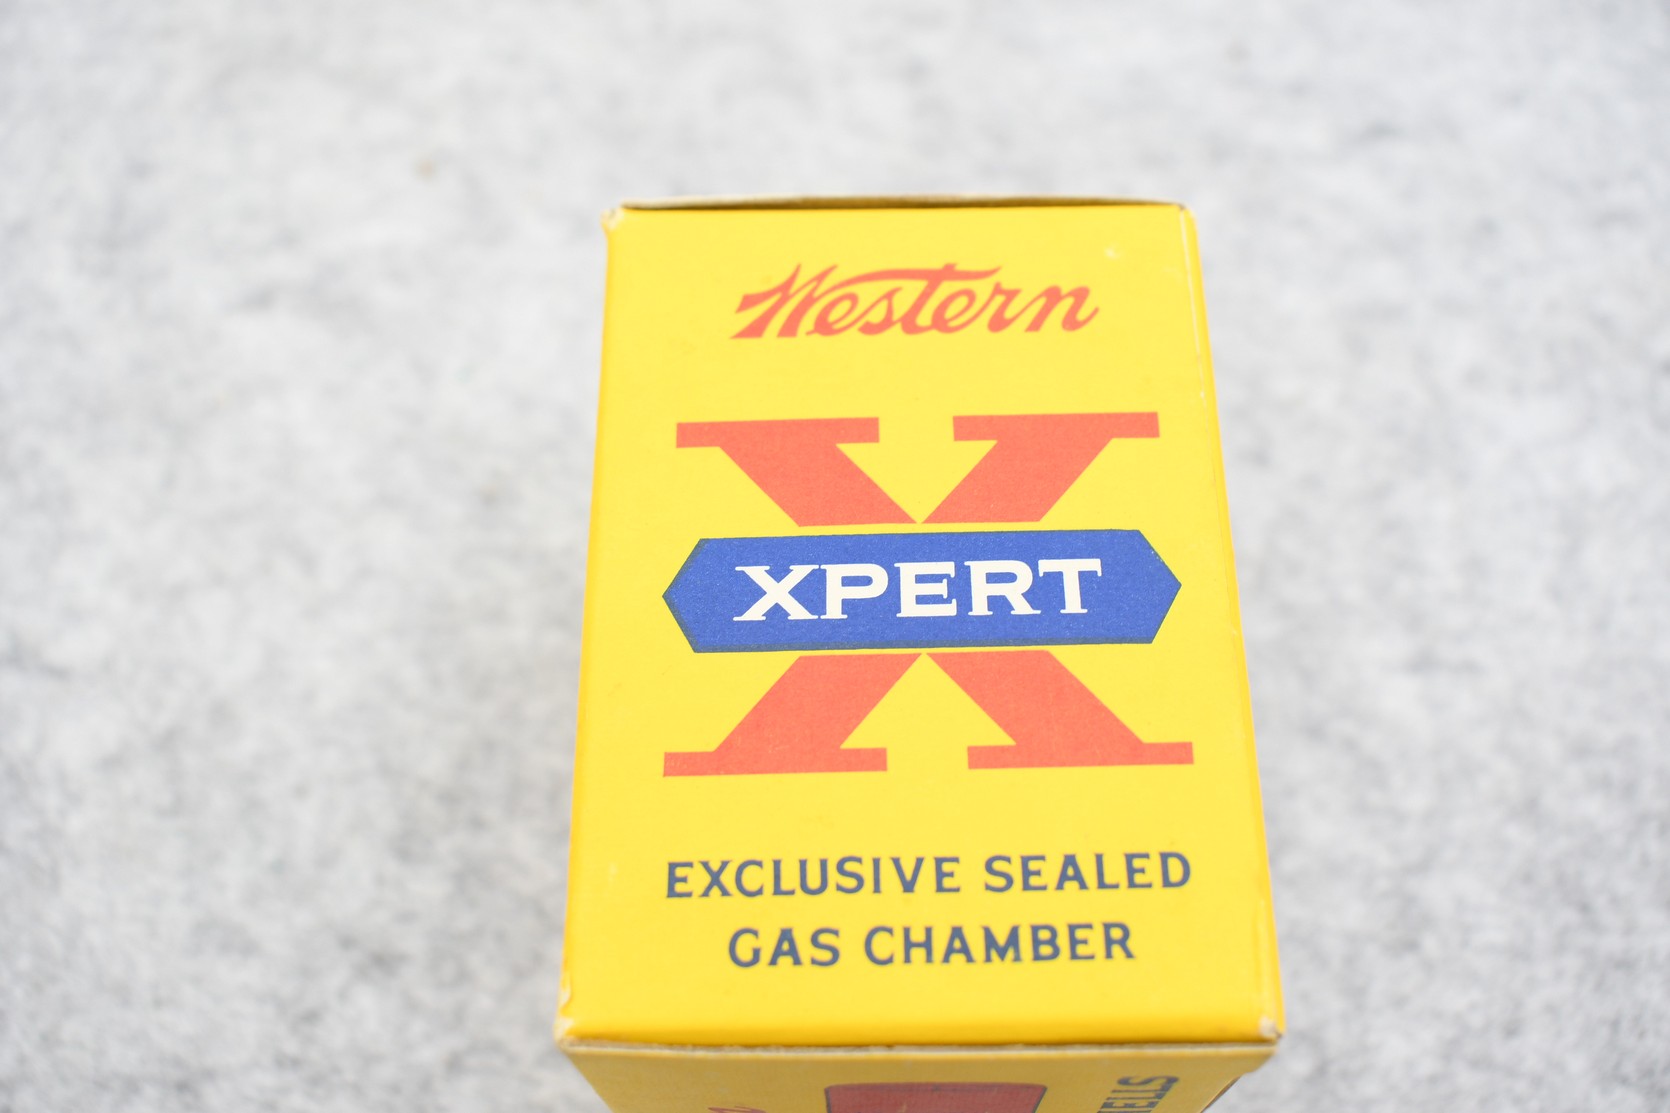 Western
XPERT
EXCLUSIVE SEALED
GAS CHAMBER